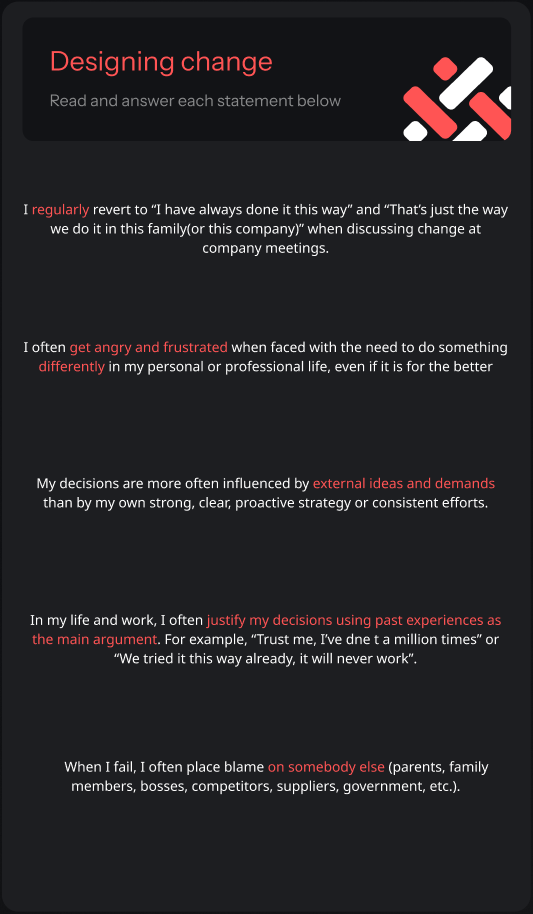 Designing change
Read and answer each statement below
I regularly revert to “I have always done it this way” and “That’s just the way
we do it in this family(or this company)” when discussing change at
company meetings.
I often get angry and frustrated when faced with the need to do something
differently in my personal or professional life, even if it is for the better
My decisions are more often influenced by external ideas and demands
than by my own strong, clear, proactive strategy or consistent efforts.
In my life and work, I often justify my decisions using past experiences as
the main argument. For example, “Trust me, I’ve dne t a million times” or
“We tried it this way already, it will never work”.
When I fail, I often place blame on somebody else (parents, family
members, bosses, competitors, suppliers, government, etc.).